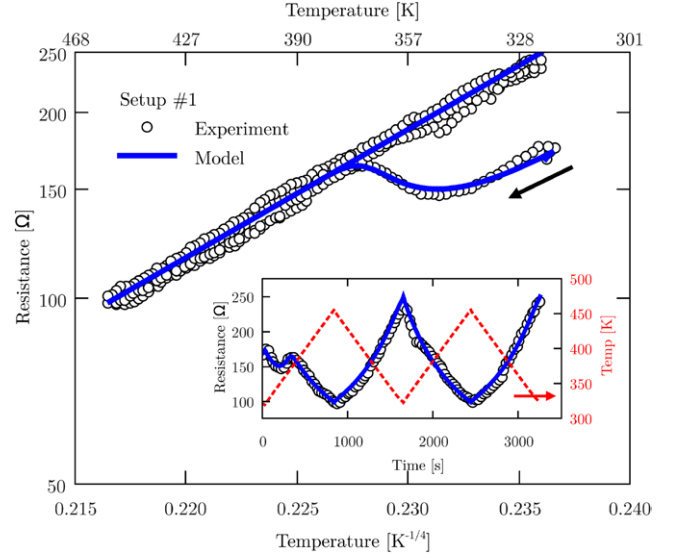 Temperature [K]
468 427 390 357 328 301
250
200
150
100
50
Resistance [Ω]
Setup #1
Experiment
Model
250
200
150
100
Resistance [Ω]
500
450
400
350
300
Temp [K]
0 1000 2000 3000
Time [s]
0.215 0.220 0.225 0.230 0.235 0.240
Temperature [K-1/4]